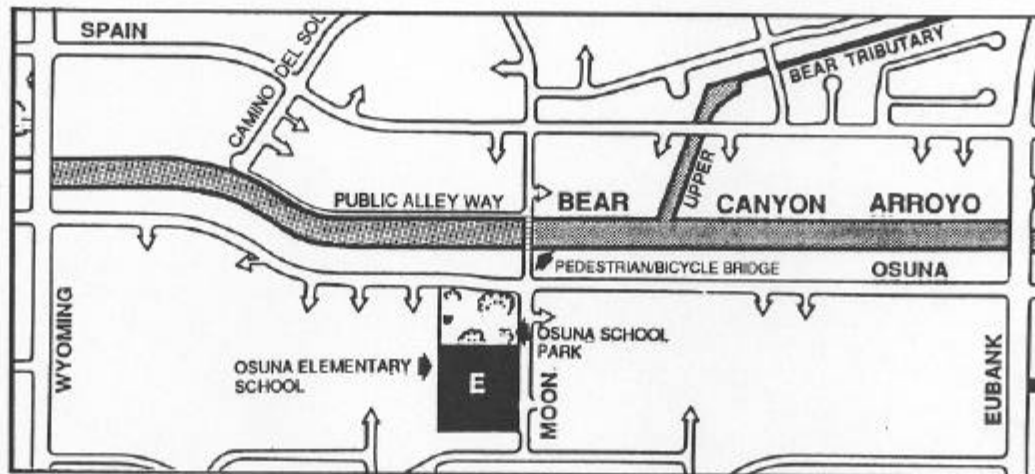 SPAIN
CAMINO DEL SOL
BEAR TRIBUTARY
UPPER
PUBLIC ALLEY WAY
BEAR CANYON ARROYO
PEDESTRIAN/BICYCLE BRIDGE
OSUNA
WYOMING
OSUNA ELEMENTARY
SCHOOL
E
OSUNA SCHOOL
PARK
MOON.
EUBANK